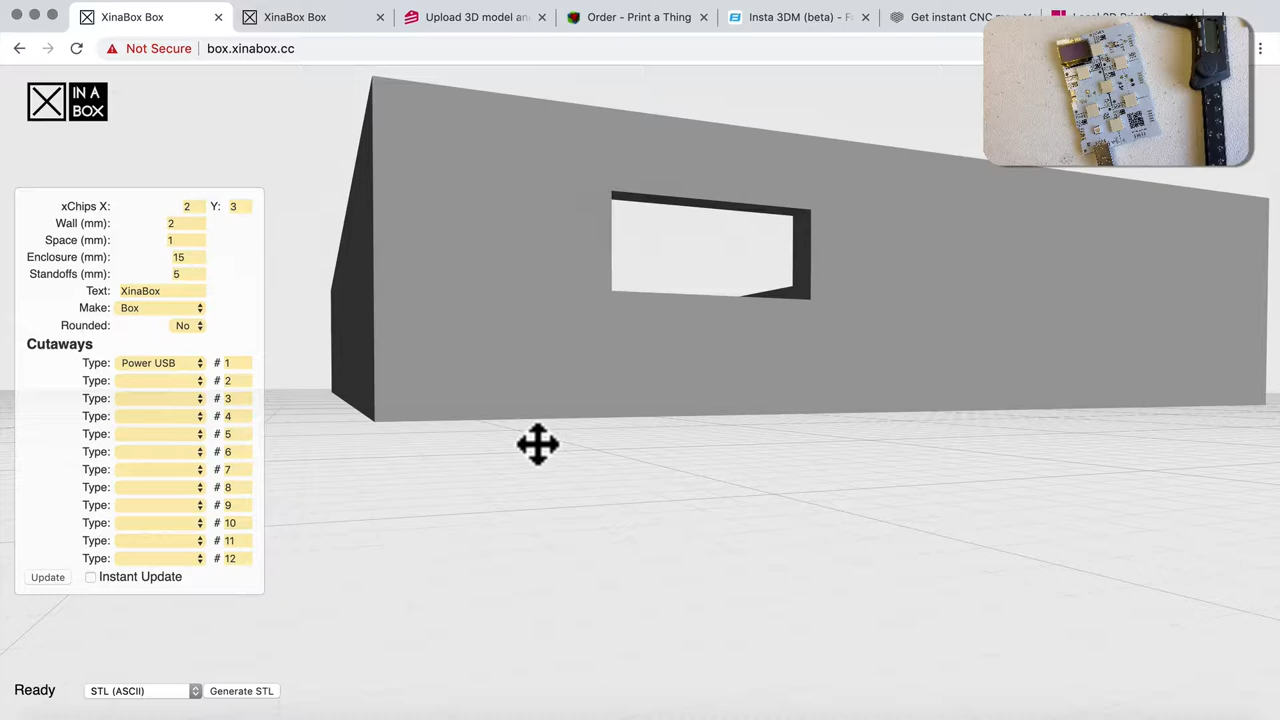 XinaBox Box
XinaBox Box
Upload 3D model an
Order - Print a Thing
Insta 3DM (beta) - F
Get instant CNC
Local 3D Printing
Not Secure
box.xinabox.cc
IN A
BOX
xChips X: 2 Y: 3
Wall (mm): 2
Space (mm): 1
Enclosure (mm): 15
Standoffs (mm): 5
Text: XinaBox
Make: Box
Rounded: No
Cutaways
Type: Power USB # 1
Type: # 2
Type: # 3
Type: # 4
Type: # 5
Type: # 6
Type: # 7
Type: # 8
Type: # 9
Type: # 10
Type: # 11
Type: # 12
Update Instant Update
Ready STL (ASCII) Generate STL